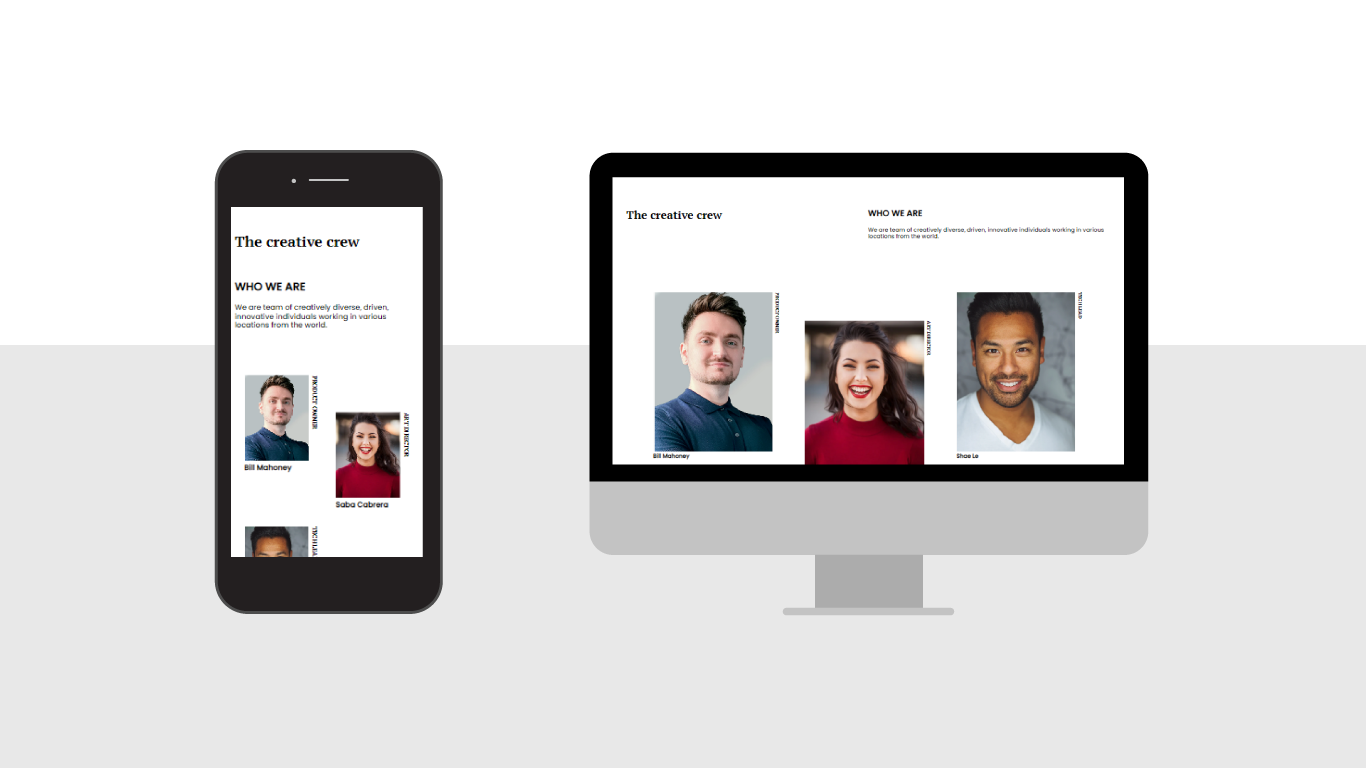 The creative crew
WHO WE ARE
We are team of creatively diverse, driven,
innovative individuals working in various
locations from the world.
PRODUCT OWNER
Bill Mahoney
ART DIRECTOR
Saba Cabrera
TECH LEA
The creative crew
WHO WE ARE
We are team of creatively diverse, driven, innovative individuals working in various
locations from the world.
PRODUCT OWNER
Bill Mahoney
ART DIRECTOR
TECH LEAD
Shae Le